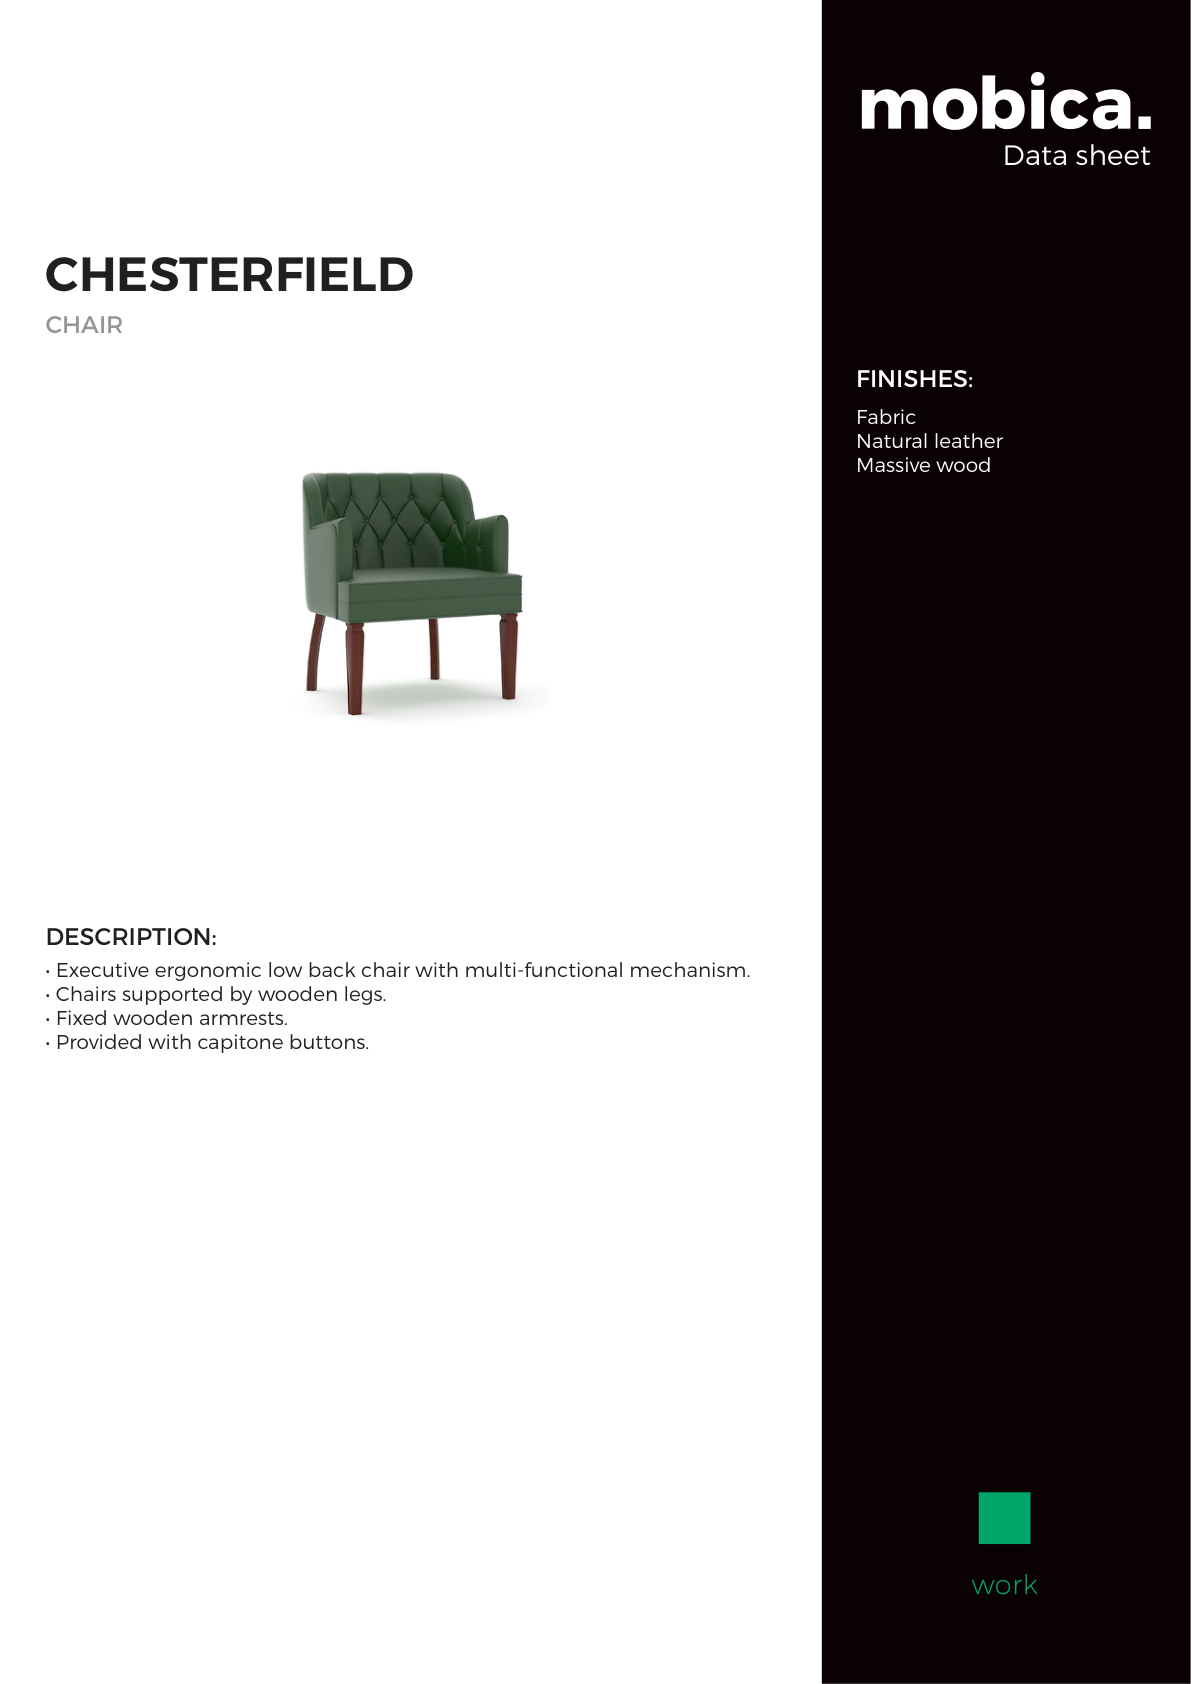 mobica.
Data sheet
CHESTERFIELD
CHAIR
FINISHES:
Fabric
Natural leather
Massive wood
DESCRIPTION:
• Executive ergonomic low back chair with multi-functional mechanism.
• Chairs supported by wooden legs.
• Fixed wooden armrests.
• Provided with capitone buttons.
work